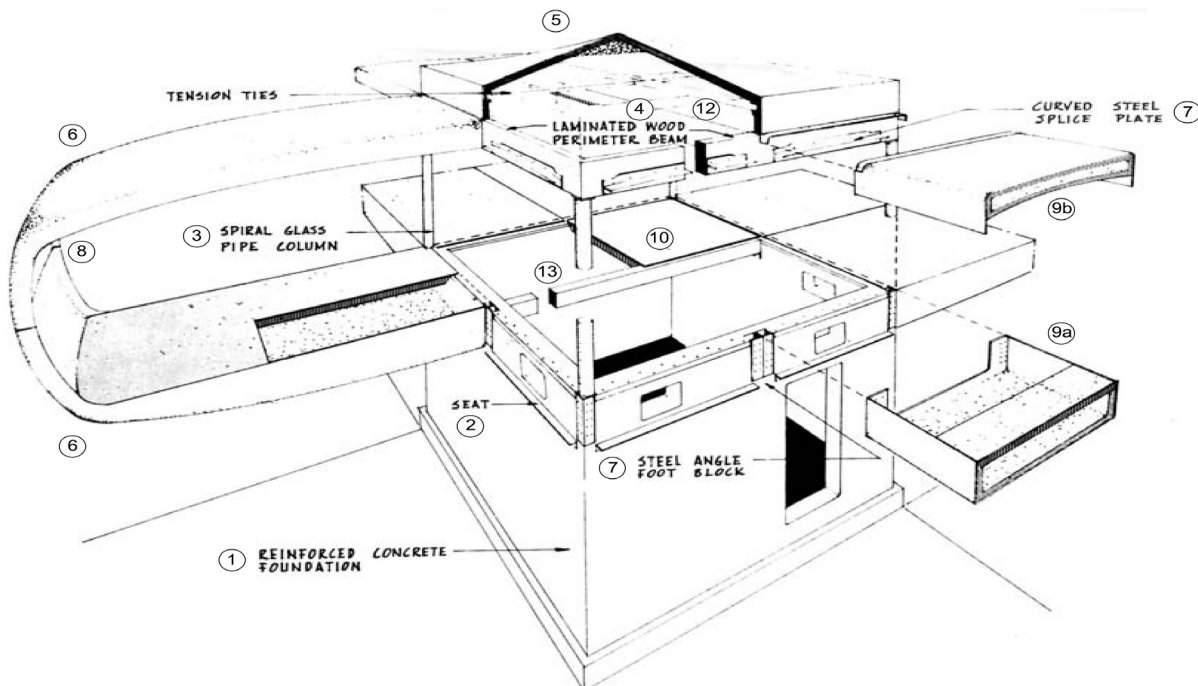 5
TENSION TIES
6
4
12
LAMINATED WOOD
PERIMETER BEAM
CURVED STEEL
SPLICE PLATE
7
9b
3
SPIRAL GLASS
PIPE COLUMN
8
10
13
9a
SEAT
2
6
7
STEEL ANGLE
FOOT BLOCK
1
REINFORCED CONCRETE
FOUNDATION